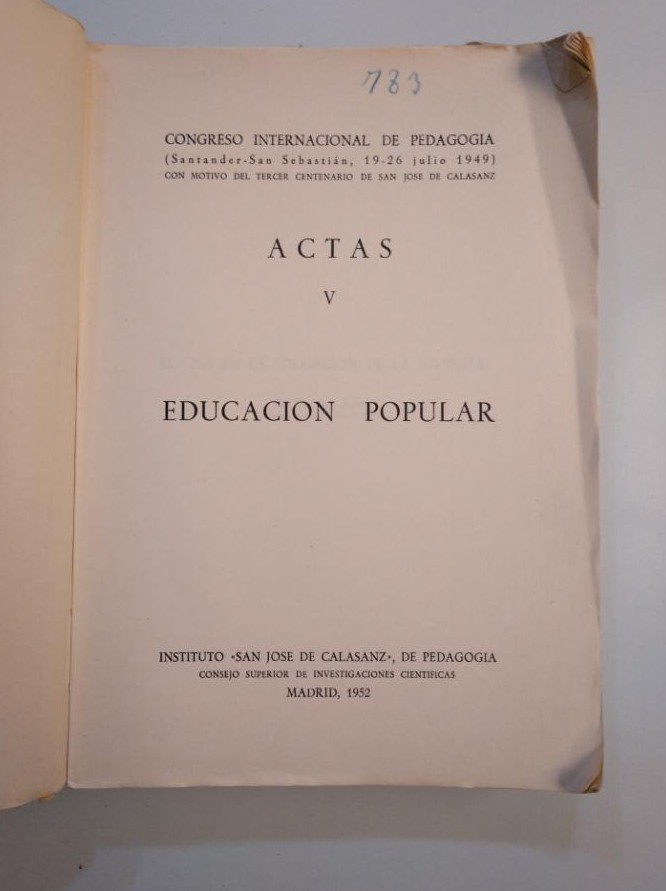 783
CONGRESO INTERNACIONAL DE PEDAGOGIA
(Santander-San Sebastián, 19-26 julio 1949)
CON MOTIVO DEL TERCER CENTENARIO DE SAN JOSE DE CALASANZ
ACTAS
V
EDUCACION POPULAR
INSTITUTO «SAN JOSE DE CALASANZ», DE PEDAGOGIA
CONSEJO SUPERIOR DE INVESTIGACIONES CIENTIFICAS
MADRID, 1952